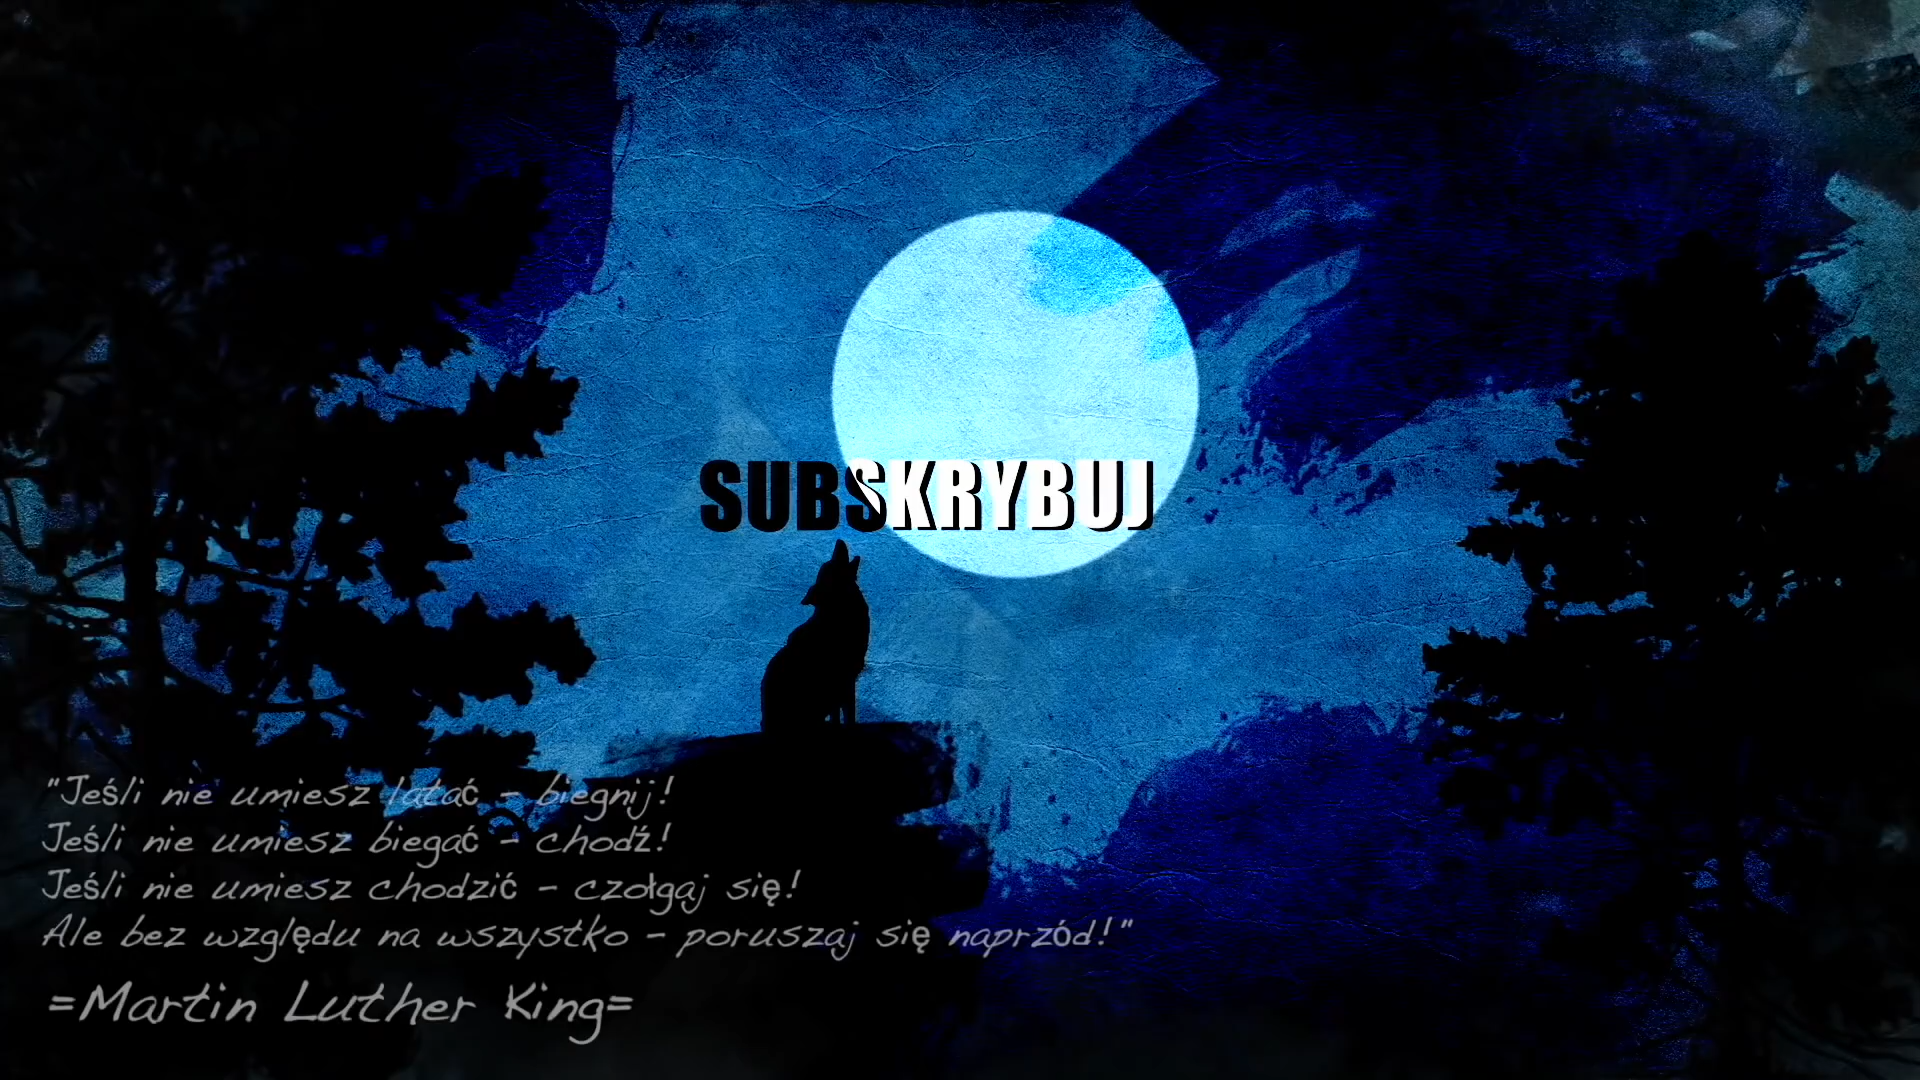 SUBSKRYBUJ
"Jeśli nie umiesz latać - biegnij!
Jeśli nie umiesz biegać - chodź!
Jeśli nie umiesz chodzić - czołgaj się!
Ale bez względu na wszystko - poruszaj się naprzód!"
=Martin Luther King=